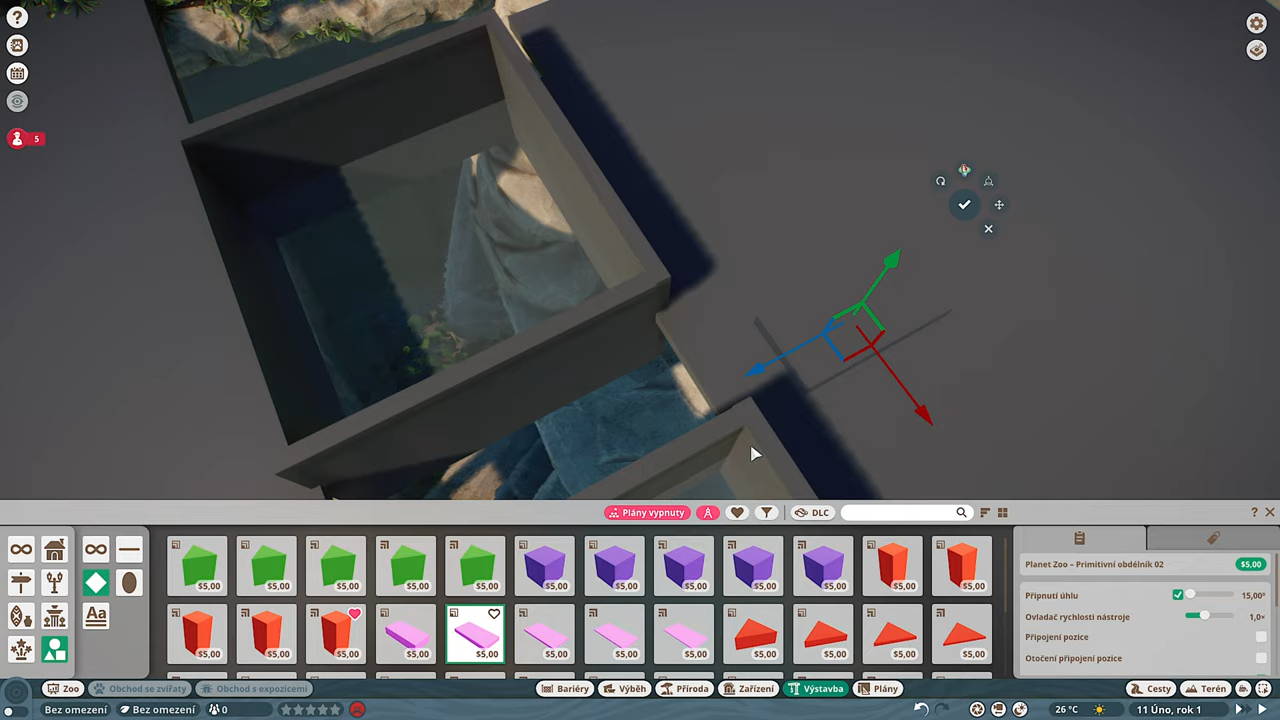 ?
5
Plány vypnuty
DLC
?
$5,00 $5,00 $5,00 $5,00 $5,00 $5,00 $5,00 $5,00 $5,00 $5,00 $5,00 $5,00
Planet Zoo – Primitivní obdélník 02 $5,00
Připnutí úhlu 15,00°
Aa
$5,00 $5,00 $5,00 $5,00 $5,00 $5,00 $5,00 $5,00 $5,00 $5,00 $5,00 $5,00
Ovladač rychlosti nástroje 1,0×
Připojení pozice
Otočení připojení pozice
Zoo Obchod se zvířaty Obchod s expozicemi Bariéry Výběh Příroda Zařízení Výstavba Plány Cesty Terén
Bez omezení Bez omezení 0 26 °C 11 Úno, rok 1